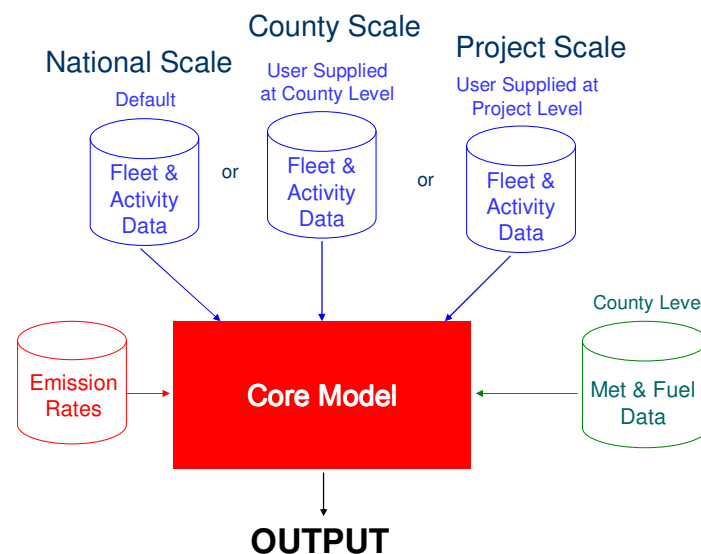 County Scale
National Scale
Project Scale
Default
User Supplied
at County Level
User Supplied at
Project Level
Fleet &
Activity
Data
or
Fleet &
Activity
Data
or
Fleet &
Activity
Data
County Leve
Emission
Rates
Core Model
Met & Fuel
Data
OUTPUT